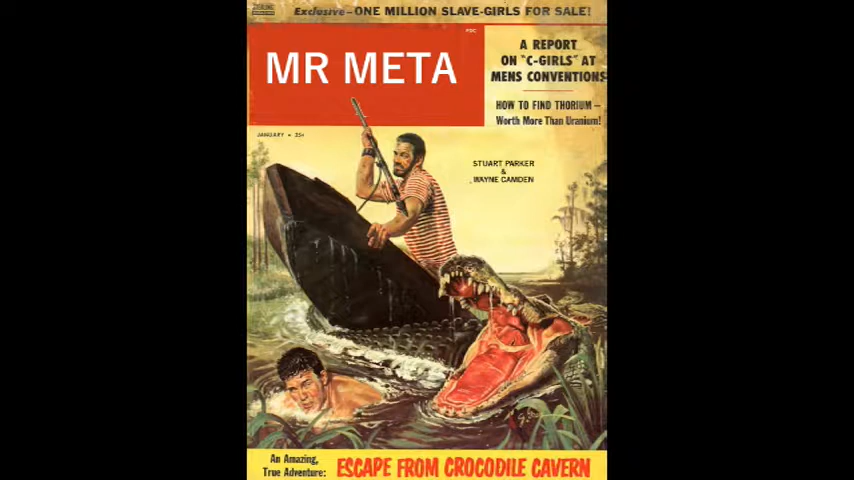 Exclusive-ONE MILLION SLAVE-GIRLS FOR SALE!
PDC
MR META
A REPORT
ON "C-GIRLS" AT
MENS CONVENTIONS
HOW TO FIND THORIUM—
Worth More Than Uranium!
JANUARY • 25¢
STUART PARKER
&
WAYNE CAMDEN
An Amazing,
True Adventure:
ESCAPE FROM CROCODILE CAVERN